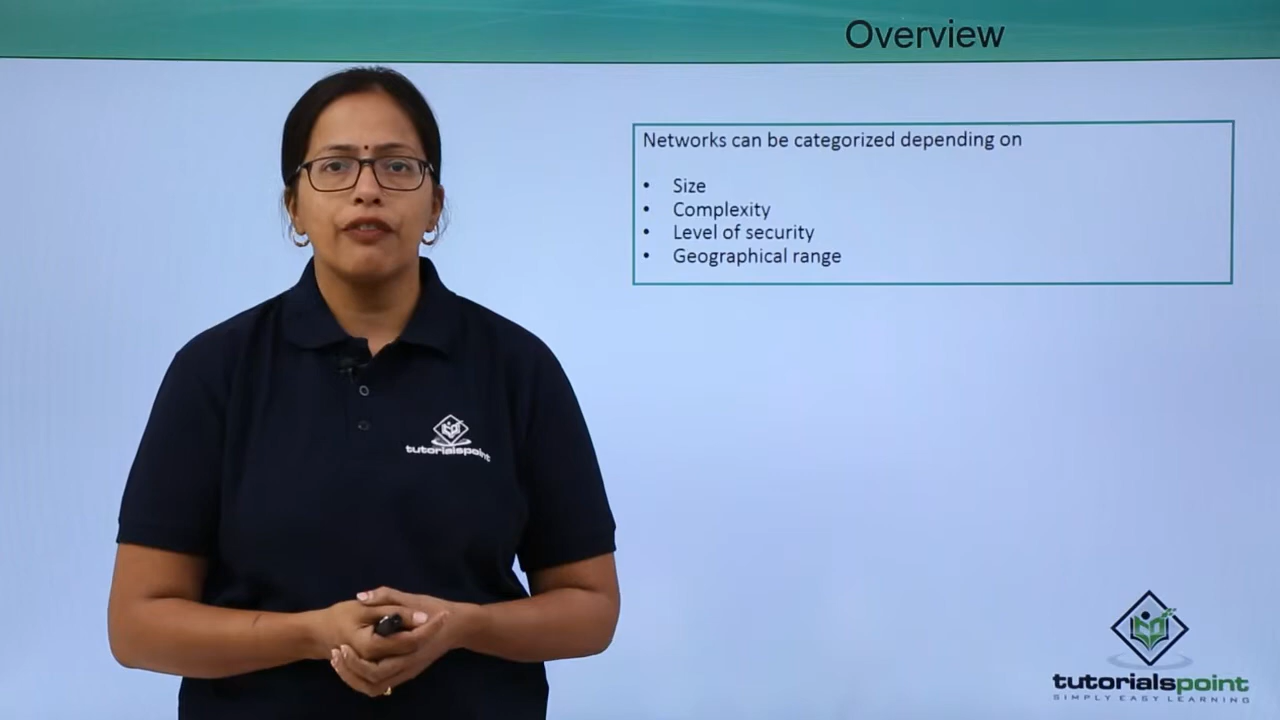 Overview
Networks can be categorized depending on
• Size
• Complexity
• Level of security
• Geographical range
tutorialspoint
tutorialspoint
SIMPLY EASY LEARNING